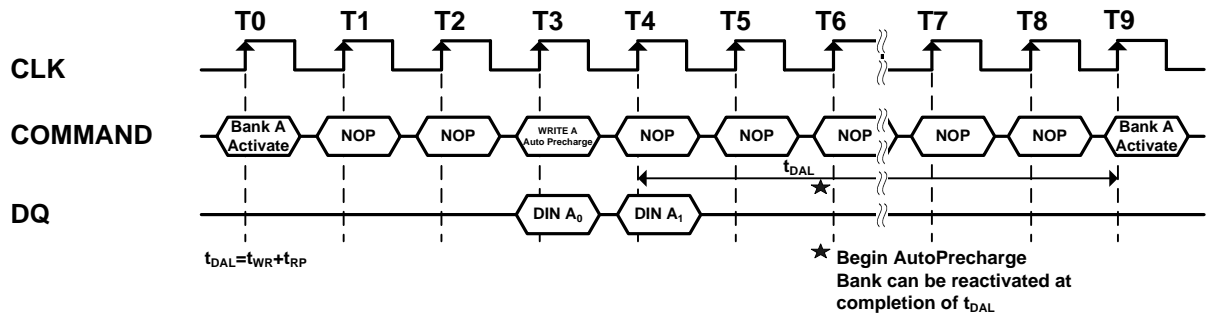 T0 T1 T2 T3 T4 T5 T6 T7 T8 T9
CLK
COMMAND
Bank A
Activate
NOP
NOP
WRITE A
Auto Precharge
NOP
NOP
NOP
NOP
NOP
Bank A
Activate
tDAL
DQ
DIN A0
DIN A1
tDAL=tWR+tRP
★ Begin AutoPrecharge
Bank can be reactivated at
completion of tDAL